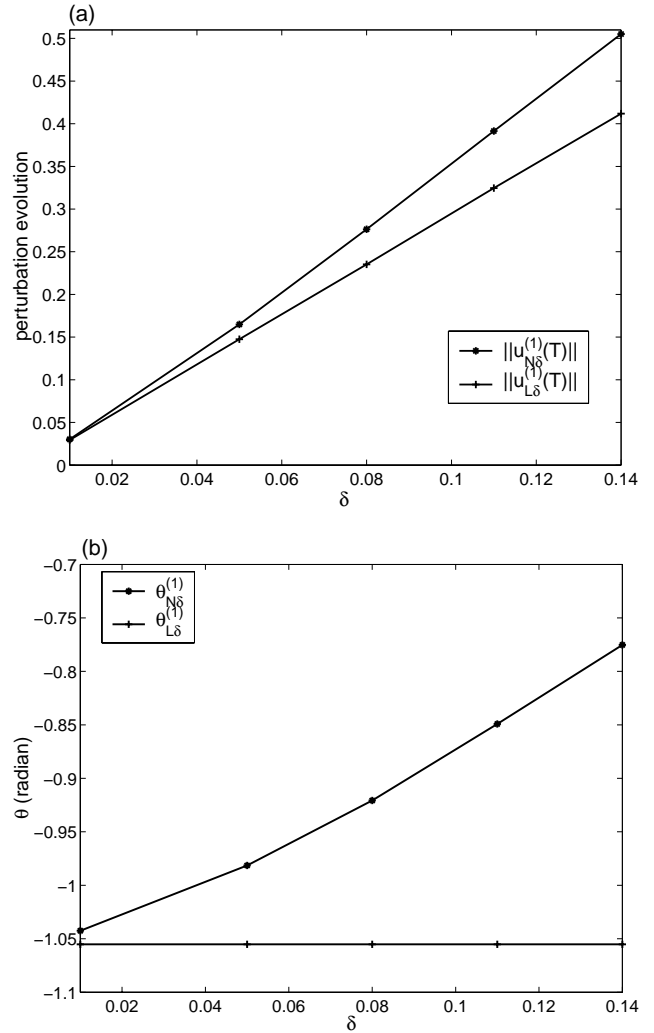 (a)
0.5
0.45
0.4
0.35
0.3
0.25
0.2
0.15
0.1
0.05
0
perturbation evolution
||u_{Nδ}^{(1)}(T)||
||u_{Lδ}^{(1)}(T)||
0.02 0.04 0.06 0.08 0.1 0.12 0.14
δ
(b)
−0.7
−0.75
−0.8
−0.85
−0.9
−0.95
−1
−1.05
−1.1
θ (radian)
θ_{Nδ}^{(1)}
θ_{Lδ}^{(1)}
0.02 0.04 0.06 0.08 0.1 0.12 0.14
δ